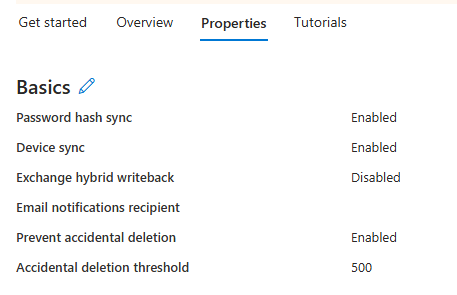 Get started Overview Properties Tutorials
Basics
Password hash sync Enabled
Device sync Enabled
Exchange hybrid writeback Disabled
Email notifications recipient
Prevent accidental deletion Enabled
Accidental deletion threshold 500